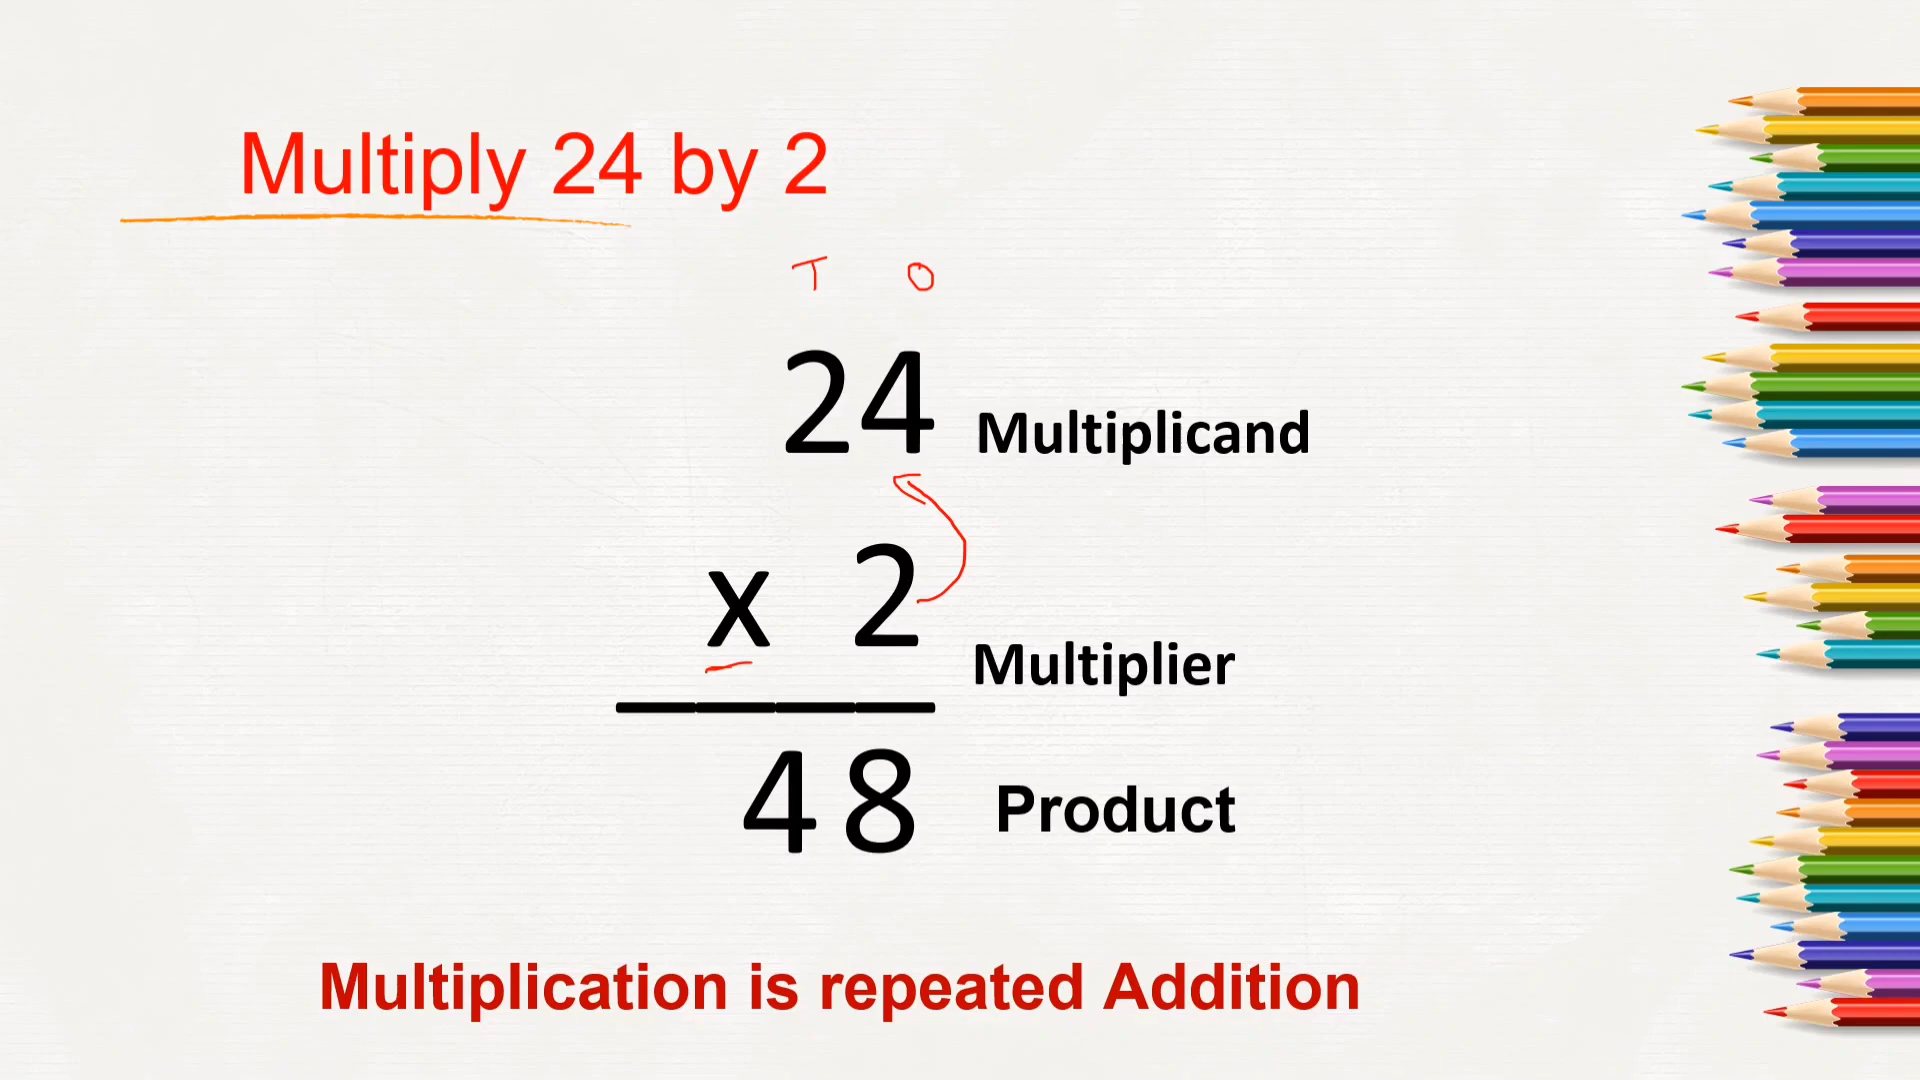 Multiply 24 by 2
T O
24 Multiplicand
x 2 Multiplier
48 Product
Multiplication is repeated Addition